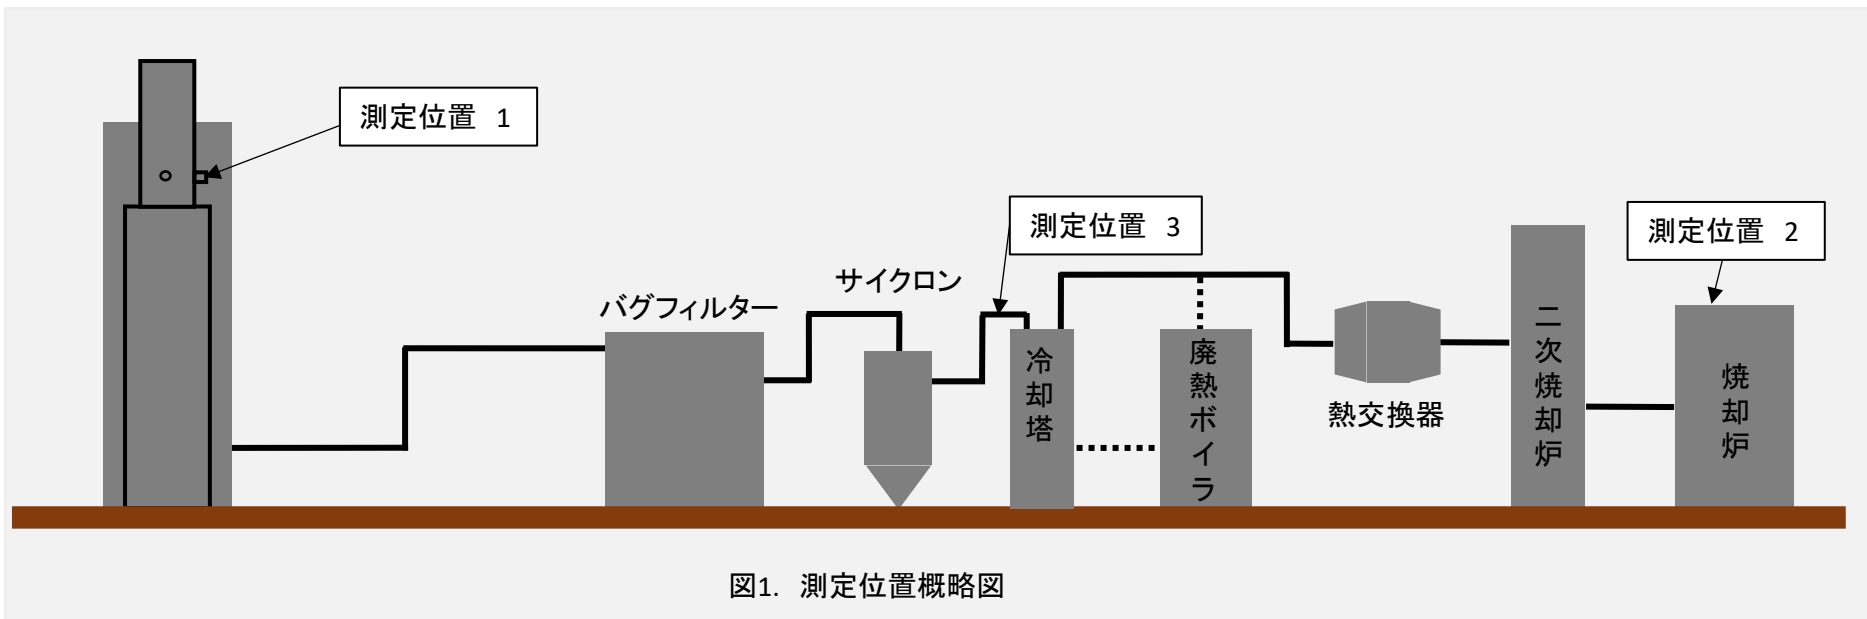 測定位置 1
測定位置 3
測定位置 2
サイクロン
バグフィルター
冷却塔
廃熱ボイラ
熱交換器
二次焼却炉
焼却炉
図1. 測定位置概略図